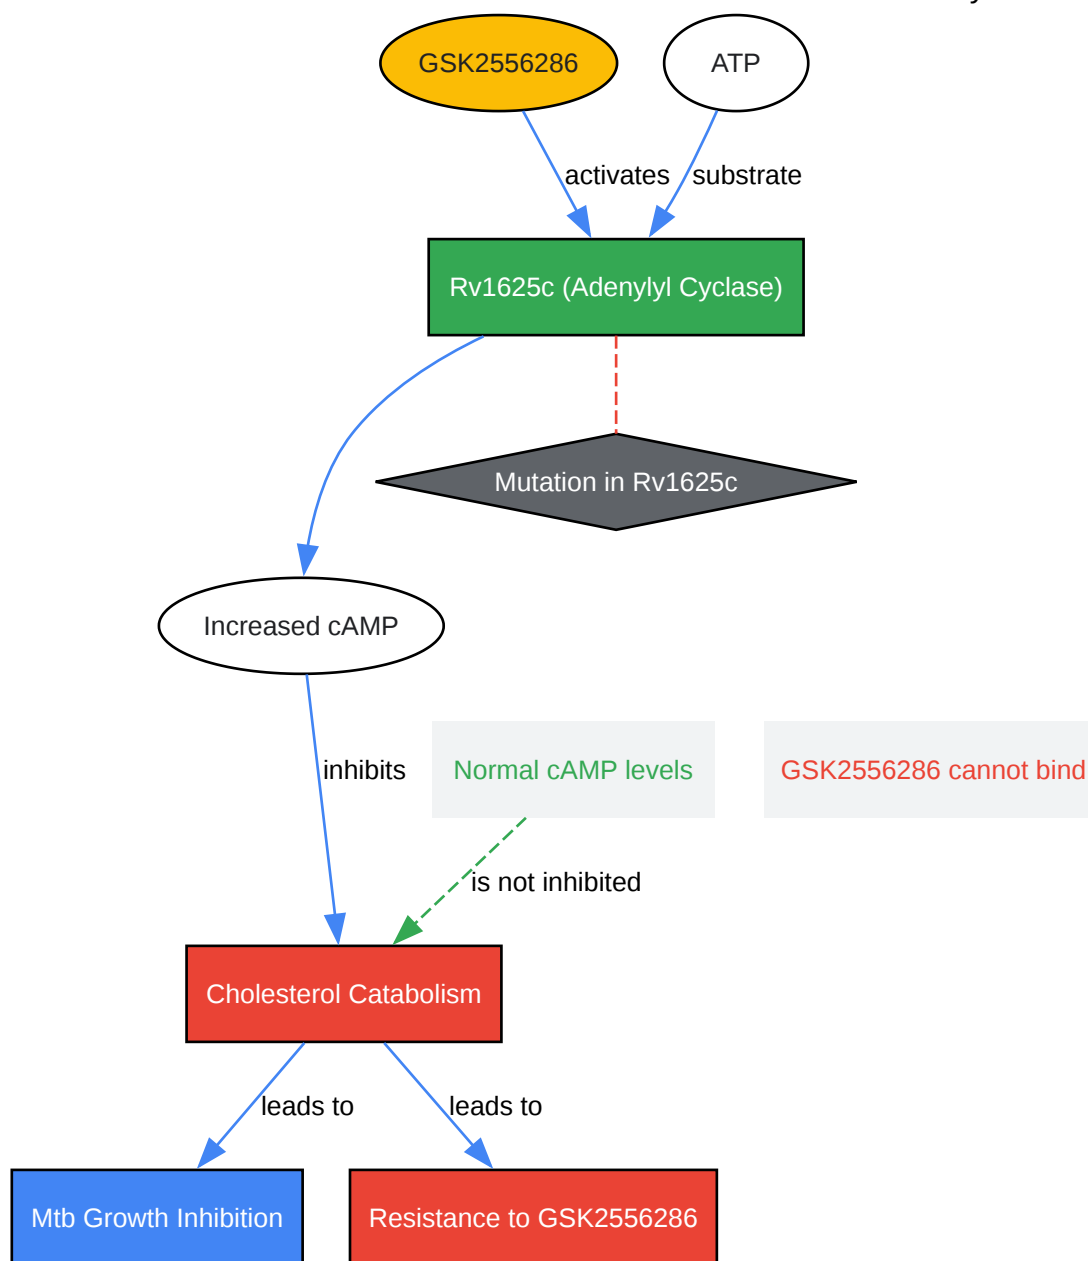 GSK2556286
ATP
activates
substrate
Rv1625c (Adenylyl Cyclase)
Mutation in Rv1625c
Increased cAMP
inhibits
Normal cAMP levels
GSK2556286 cannot bind
is not inhibited
Cholesterol Catabolism
leads to
leads to
Mtb Growth Inhibition
Resistance to GSK2556286